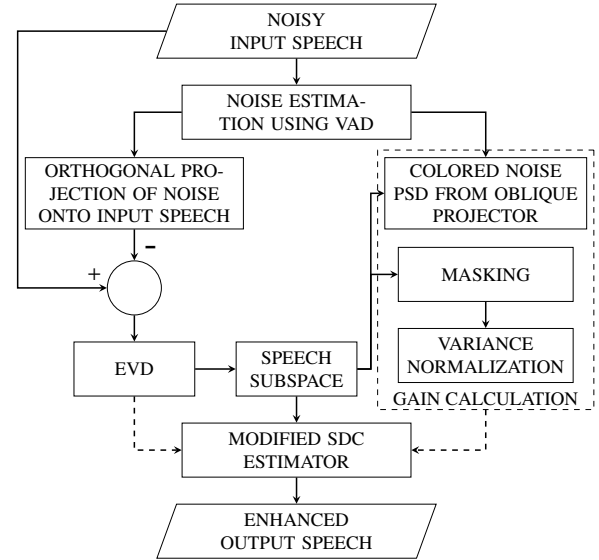 NOISY
INPUT SPEECH
NOISE ESTIMA-
TION USING VAD
ORTHOGONAL PRO-
JECTION OF NOISE
ONTO INPUT SPEECH
COLORED NOISE
PSD FROM OBLIQUE
PROJECTOR
−
+
MASKING
EVD
SPEECH
SUBSPACE
VARIANCE
NORMALIZATION
GAIN CALCULATION
MODIFIED SDC
ESTIMATOR
ENHANCED
OUTPUT SPEECH